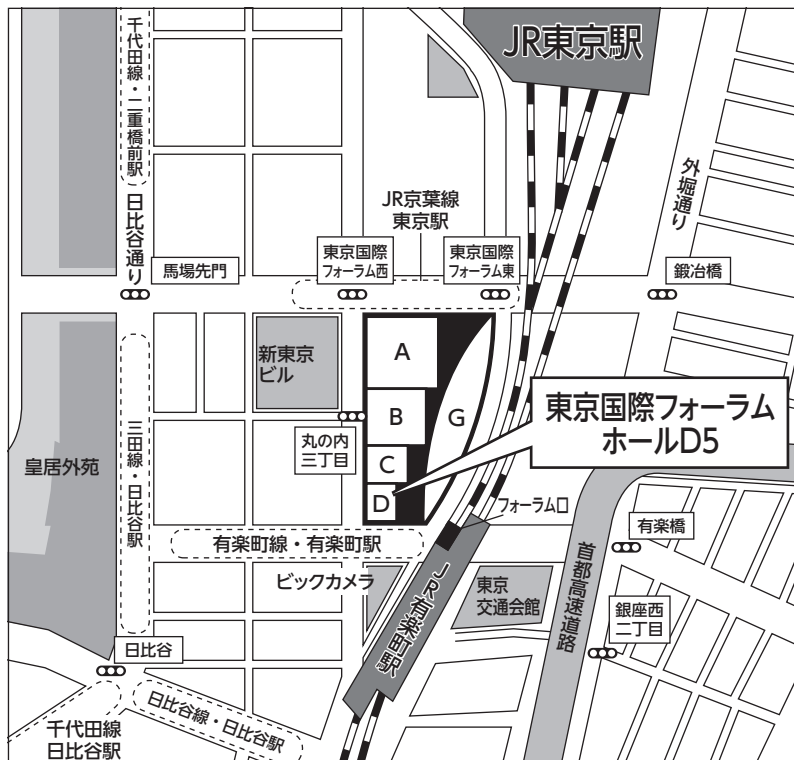 JR東京駅
千代田線・二重橋前駅
日比谷通り
外堀通り
JR京葉線
東京駅
馬場先門
東京国際
フォーラム西
東京国際
フォーラム東
鍛冶橋
新東京
ビル
A
B
C
D
G
丸の内
三丁目
東京国際フォーラム
ホールD5
皇居外苑
三田線・日比谷駅
フォーラム口
有楽町線・有楽町駅
有楽橋
ビックカメラ
JR有楽町駅
東京
交通会館
首都高速道路
銀座西
二丁目
日比谷
日比谷線・日比谷駅
千代田線
日比谷駅